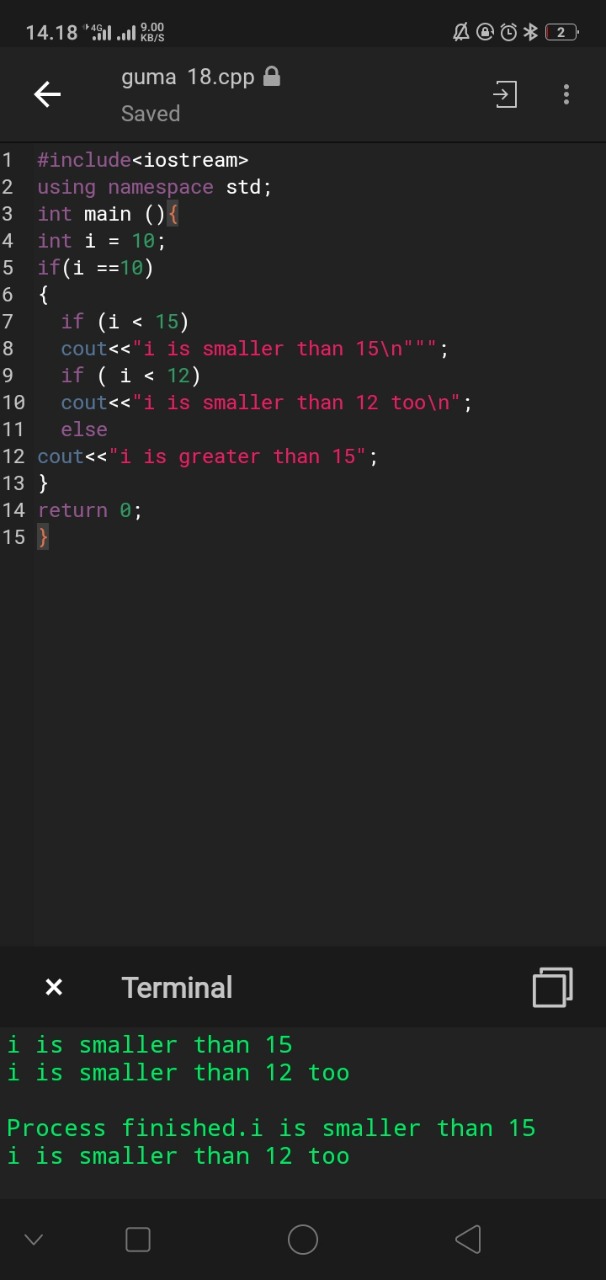 14.18 4G 9.00 KB/S 2
guma 18.cpp
Saved
1 #include<iostream>
2 using namespace std;
3 int main (){
4 int i = 10;
5 if(i ==10)
6 {
7 if (i < 15)
8 cout<<"i is smaller than 15\n""";
9 if ( i < 12)
10 cout<<"i is smaller than 12 too\n";
11 else
12 cout<<"i is greater than 15";
13 }
14 return 0;
15 }
× Terminal
i is smaller than 15
i is smaller than 12 too
Process finished.i is smaller than 15
i is smaller than 12 too